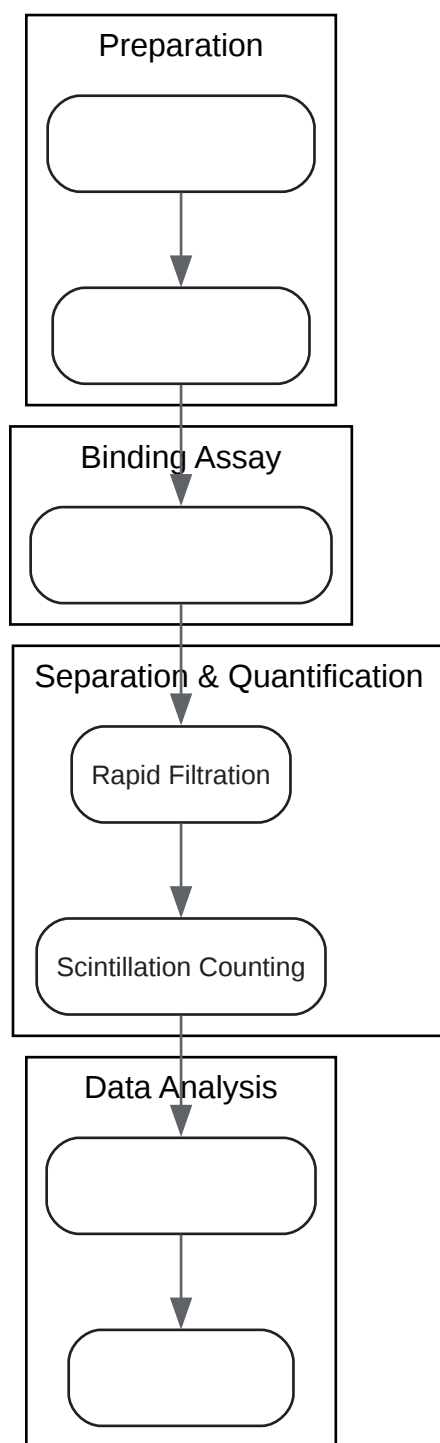 Preparation
Binding Assay
Separation & Quantification
Rapid Filtration
Scintillation Counting
Data Analysis